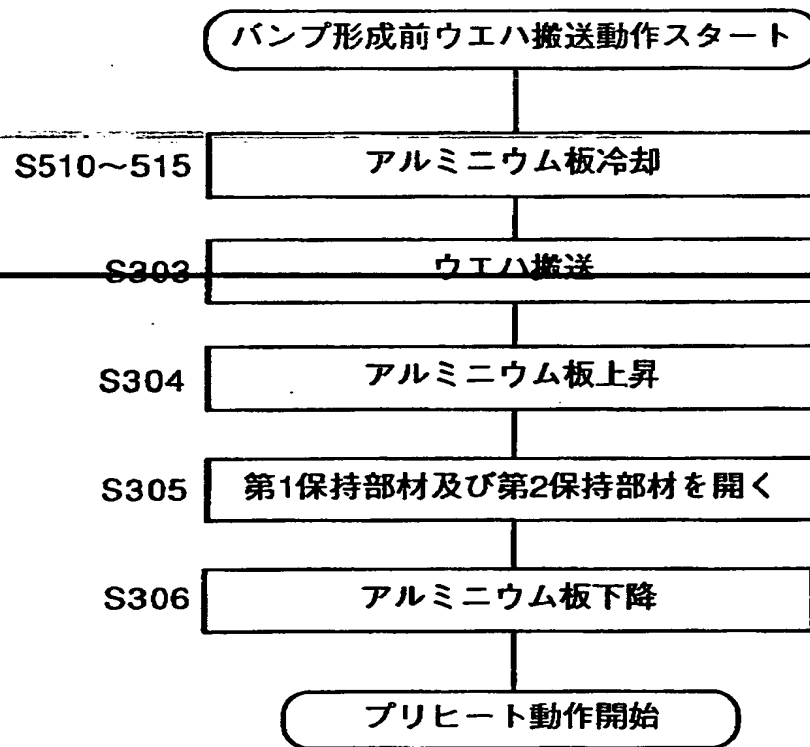 バンプ形成前ウエハ搬送動作スタート
S510～515 アルミニウム板冷却
S303 ウエハ搬送
S304 アルミニウム板上昇
S305 第1保持部材及び第2保持部材を開く
S306 アルミニウム板下降
プリヒート動作開始